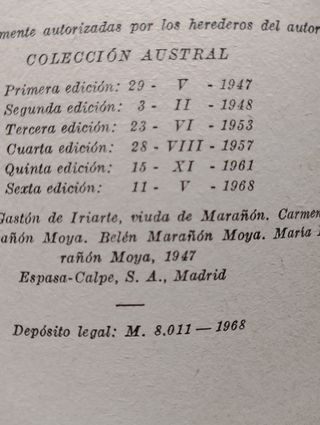 mente autorizadas por los herederos del autor
COLECCIÓN AUSTRAL
Primera edición: 29 - V - 1947
Segunda edición: 3 - II - 1948
Tercera edición: 23 - VI - 1953
Cuarta edición: 28 - VIII - 1957
Quinta edición: 15 - XI - 1961
Sexta edición: 11 - V - 1968
Gastón de Iriarte, viuda de Marañón. Carmen
añón Moya. Belén Marañón Moya. María
rañón Moya, 1947
Espasa-Calpe, S. A., Madrid
Depósito legal: M. 8.011 — 1968